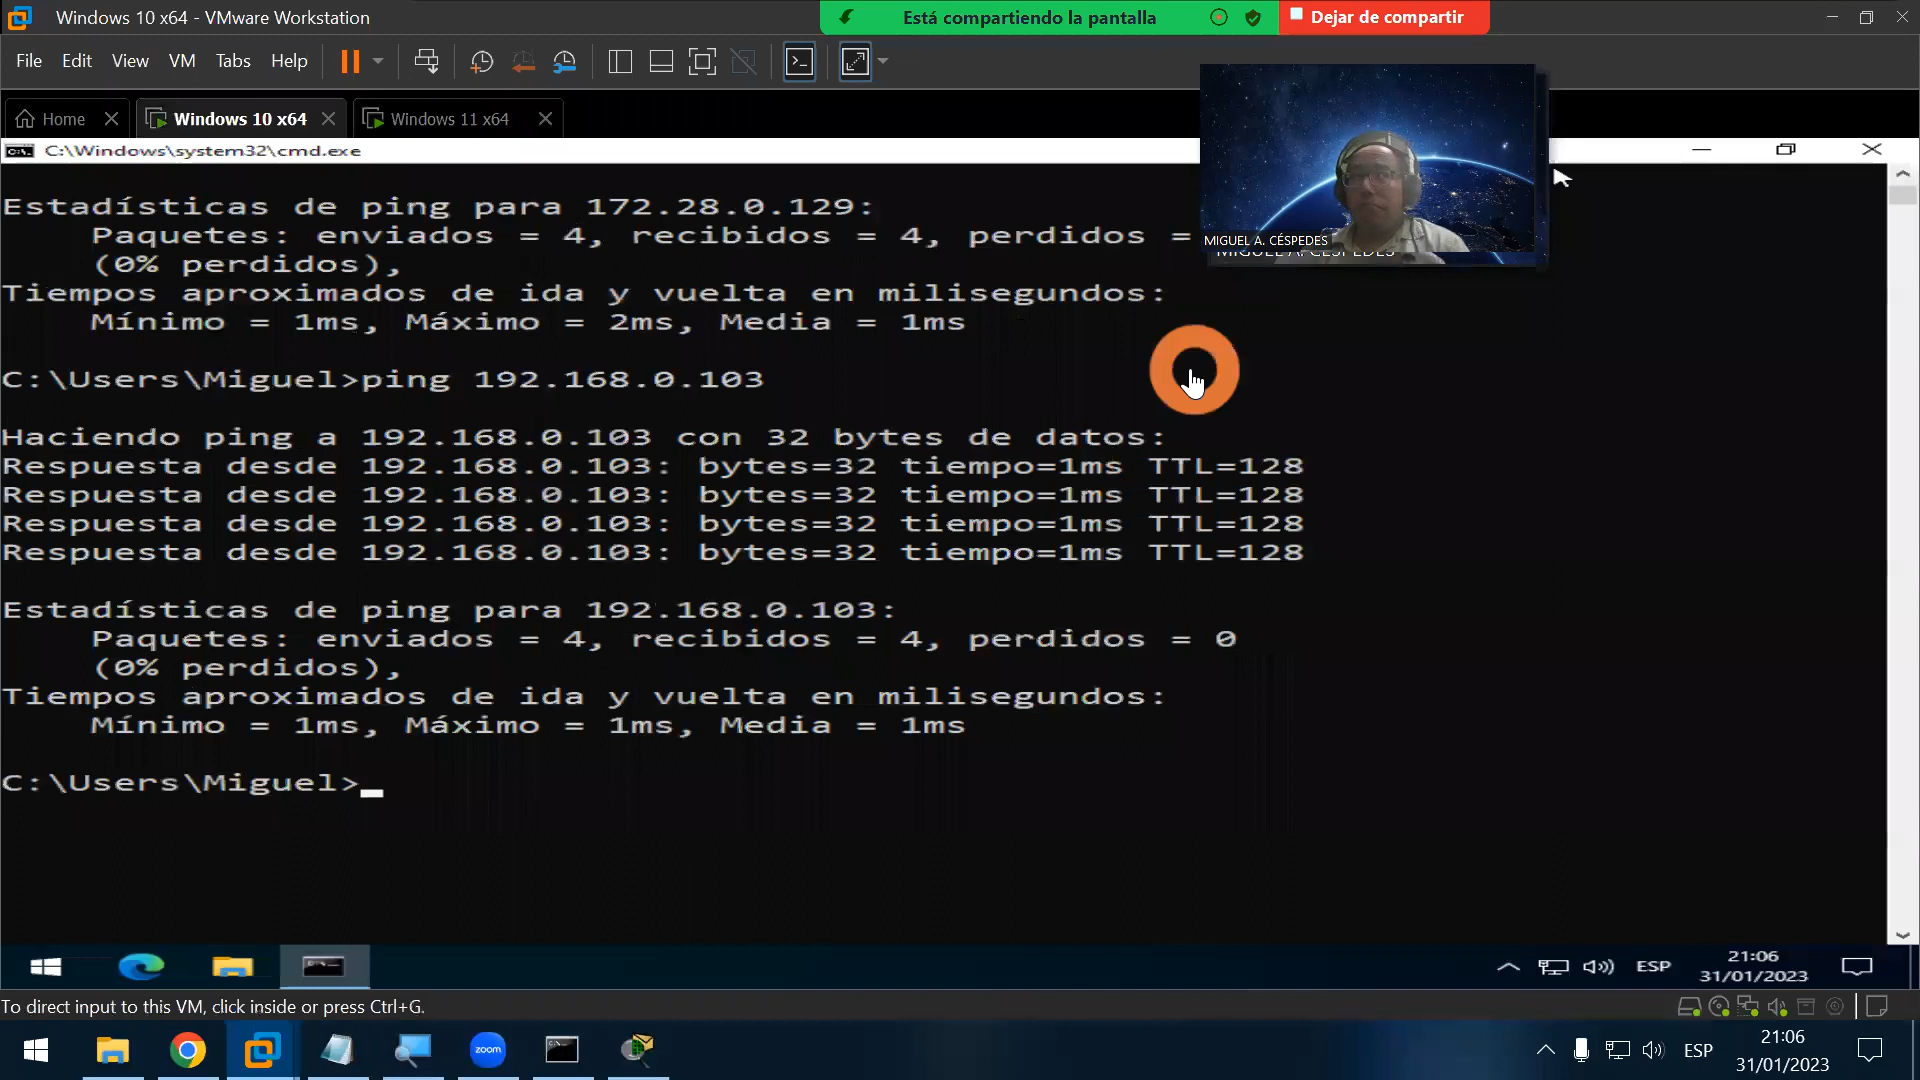 Windows 10 x64 - VMware Workstation
Está compartiendo la pantalla
Dejar de compartir
File Edit View VM Tabs Help
Home
Windows 10 x64
Windows 11 x64
C:\Windows\system32\cmd.exe
MIGUEL A. CÉSPEDES
MIGUEL A. CÉSPEDES
Estadísticas de ping para 172.28.0.129:
Paquetes: enviados = 4, recibidos = 4, perdidos =
(0% perdidos),
Tiempos aproximados de ida y vuelta en milisegundos:
Mínimo = 1ms, Máximo = 2ms, Media = 1ms
C:\Users\Miguel>ping 192.168.0.103
Haciendo ping a 192.168.0.103 con 32 bytes de datos:
Respuesta desde 192.168.0.103: bytes=32 tiempo=1ms TTL=128
Respuesta desde 192.168.0.103: bytes=32 tiempo=1ms TTL=128
Respuesta desde 192.168.0.103: bytes=32 tiempo=1ms TTL=128
Respuesta desde 192.168.0.103: bytes=32 tiempo=1ms TTL=128
Estadísticas de ping para 192.168.0.103:
Paquetes: enviados = 4, recibidos = 4, perdidos = 0
(0% perdidos),
Tiempos aproximados de ida y vuelta en milisegundos:
Mínimo = 1ms, Máximo = 1ms, Media = 1ms
C:\Users\Miguel>_
ESP
21:06
31/01/2023
To direct input to this VM, click inside or press Ctrl+G.
zoom
ESP
21:06
31/01/2023